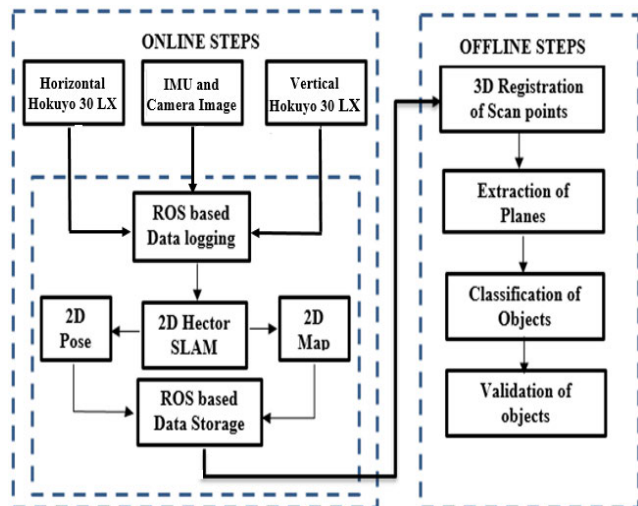 ONLINE STEPS
Horizontal
Hokuyo 30 LX
IMU and
Camera Image
Vertical
Hokuyo 30 LX
ROS based
Data logging
2D
Pose
2D Hector
SLAM
2D
Map
ROS based
Data Storage
OFFLINE STEPS
3D Registration
of Scan points
Extraction of
Planes
Classification of
Objects
Validation of
objects